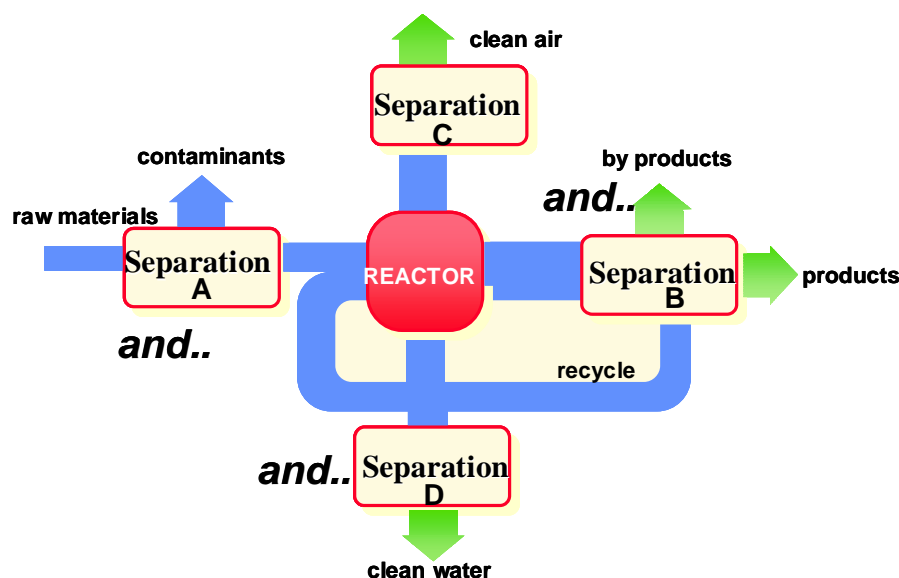 clean air
Separation
C
contaminants
by products
and..
raw materials
Separation
A
REACTOR
Separation
B
products
and..
recycle
and..
Separation
D
clean water